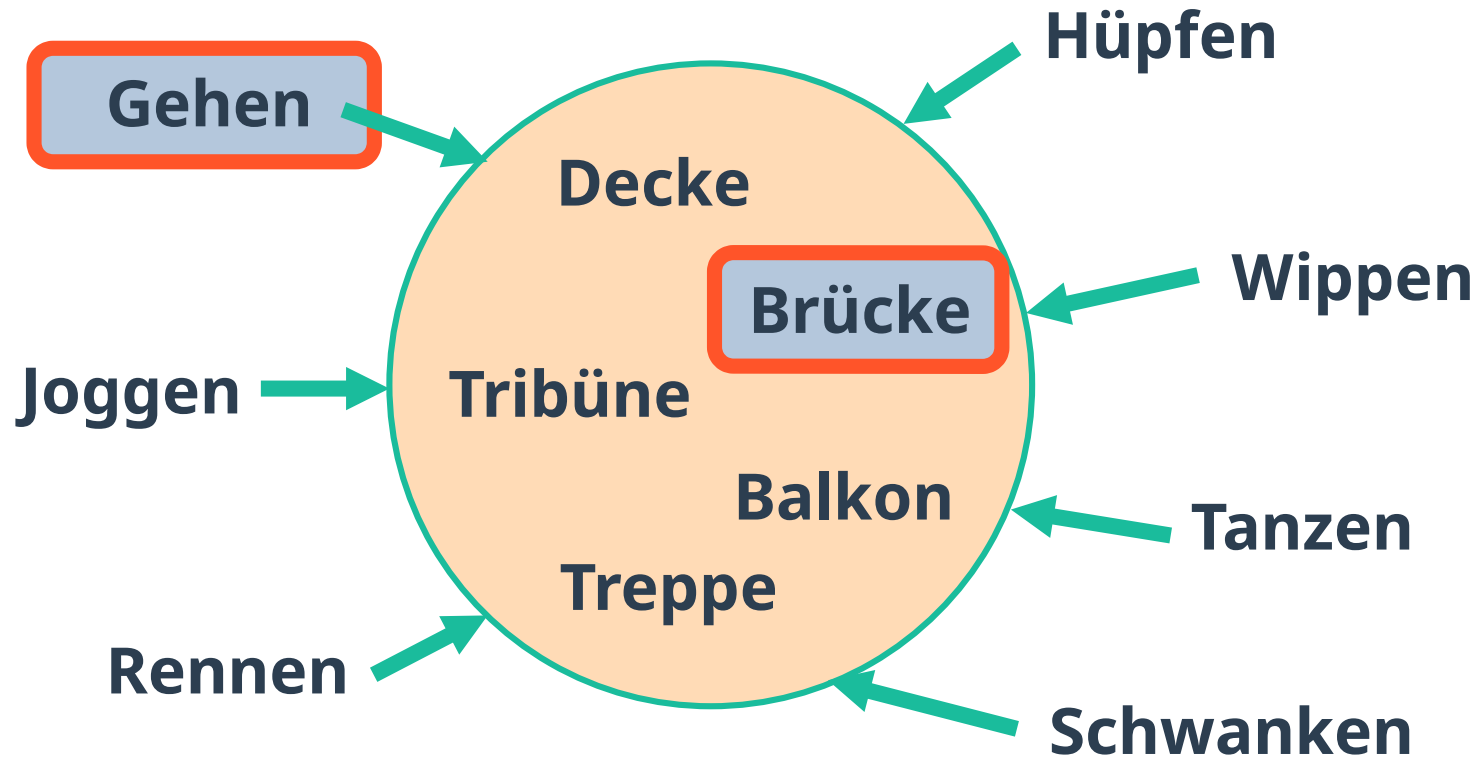 Hüpfen
Gehen
Decke
Wippen
Brücke
Joggen
Tribüne
Balkon
Tanzen
Treppe
Rennen
Schwanken